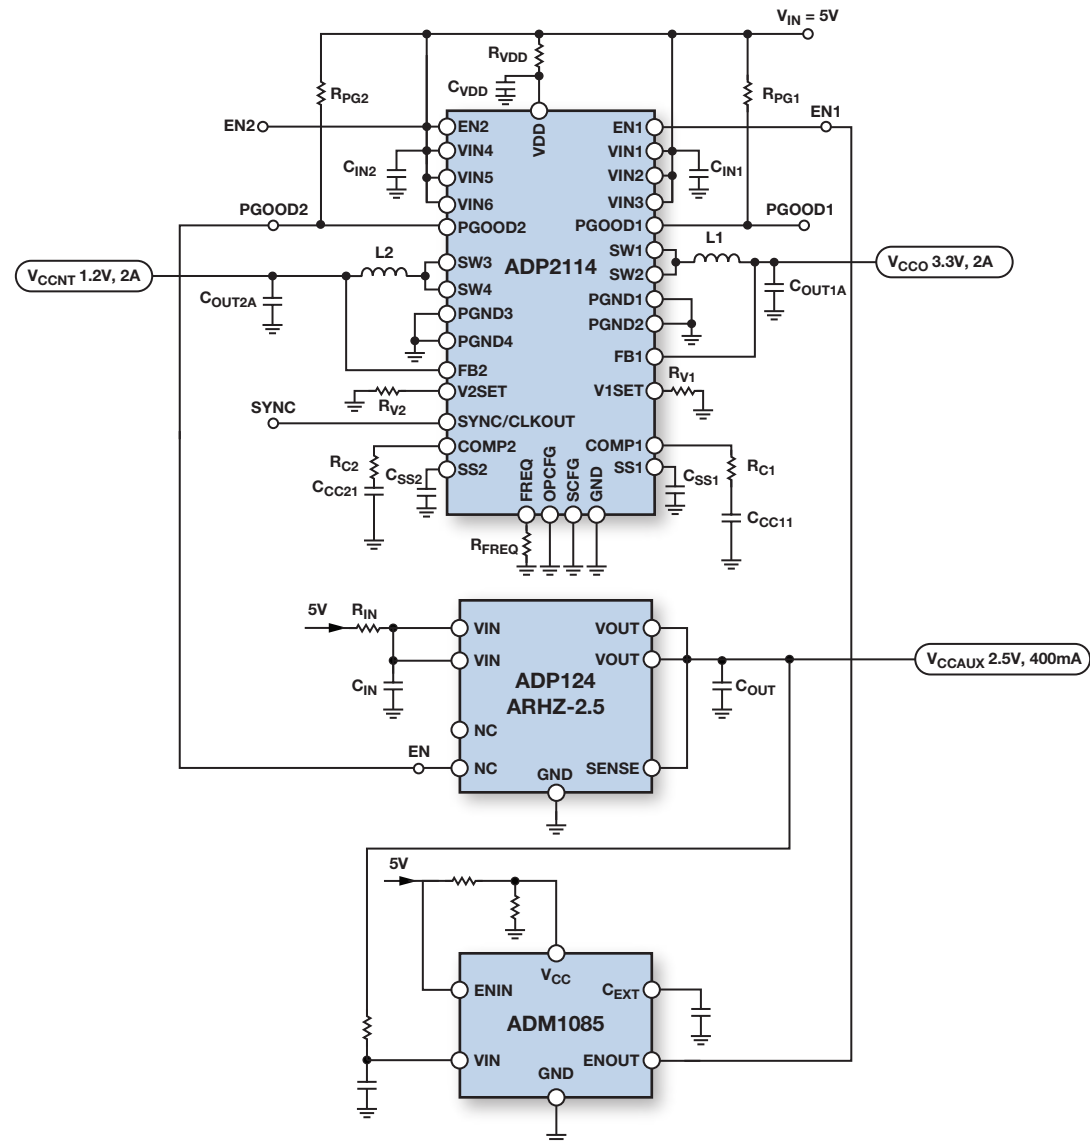 V_IN = 5V
R_VDD
C_VDD
R_PG2
R_PG1
EN2
EN1
EN2
VDD
EN1
VIN4
VIN1
C_IN2
C_IN1
VIN5
VIN2
VIN6
VIN3
PGOOD2
PGOOD1
PGOOD2
PGOOD1
L2
L1
ADP2114
SW3
SW1
V_CCNT 1.2V, 2A
V_CCO 3.3V, 2A
SW4
SW2
C_OUT2A
C_OUT1A
PGND3
PGND1
PGND4
PGND2
FB2
FB1
R_V1
V2SET
V1SET
R_V2
SYNC
SYNC/CLKOUT
COMP2
COMP1
R_C2
R_C1
SS2
SS1
C_SS2
C_SS1
C_CC21
C_CC11
FREQ
OPCFG
SCFG
GND
R_FREQ
5V
R_IN
VIN
VOUT
VIN
VOUT
V_CCAUX 2.5V, 400mA
C_IN
C_OUT
ADP124
ARHZ-2.5
NC
EN
NC
GND
SENSE
5V
V_CC
ENIN
C_EXT
ADM1085
VIN
ENOUT
GND